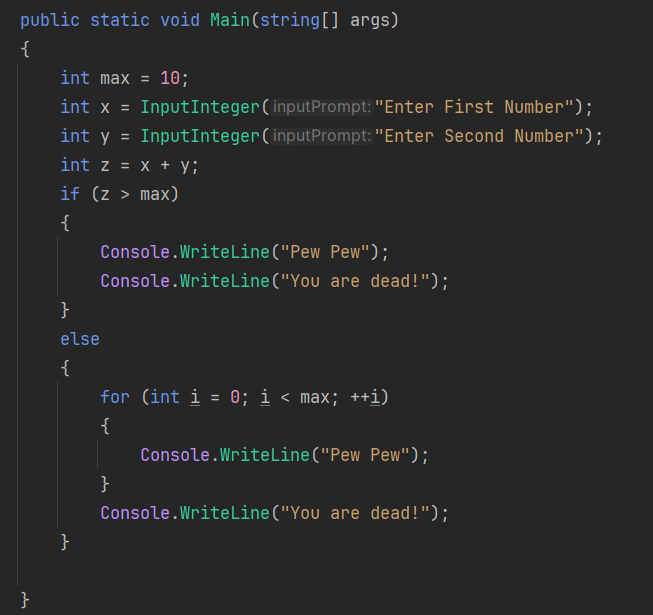 public static void Main(string[] args)
{
    int max = 10;
    int x = InputInteger(inputPrompt:"Enter First Number");
    int y = InputInteger(inputPrompt:"Enter Second Number");
    int z = x + y;
    if (z > max)
    {
        Console.WriteLine("Pew Pew");
        Console.WriteLine("You are dead!");
    }
    else
    {
        for (int i = 0; i < max; ++i)
        {
            Console.WriteLine("Pew Pew");
        }
        Console.WriteLine("You are dead!");
    }

}